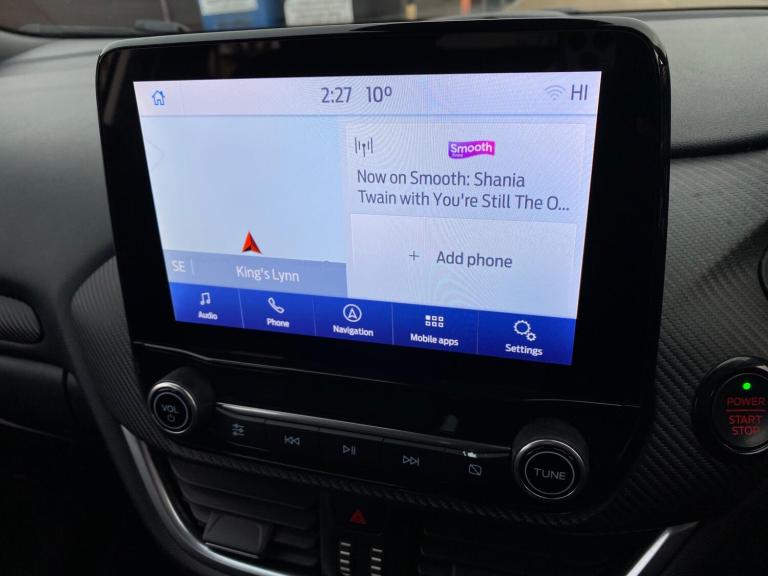 2:27 10°
HI
Smooth
Now on Smooth: Shania
Twain with You're Still The O...
+ Add phone
SE
King's Lynn
Audio
Phone
Navigation
Mobile apps
Settings
VOL
TUNE
POWER
START
STOP